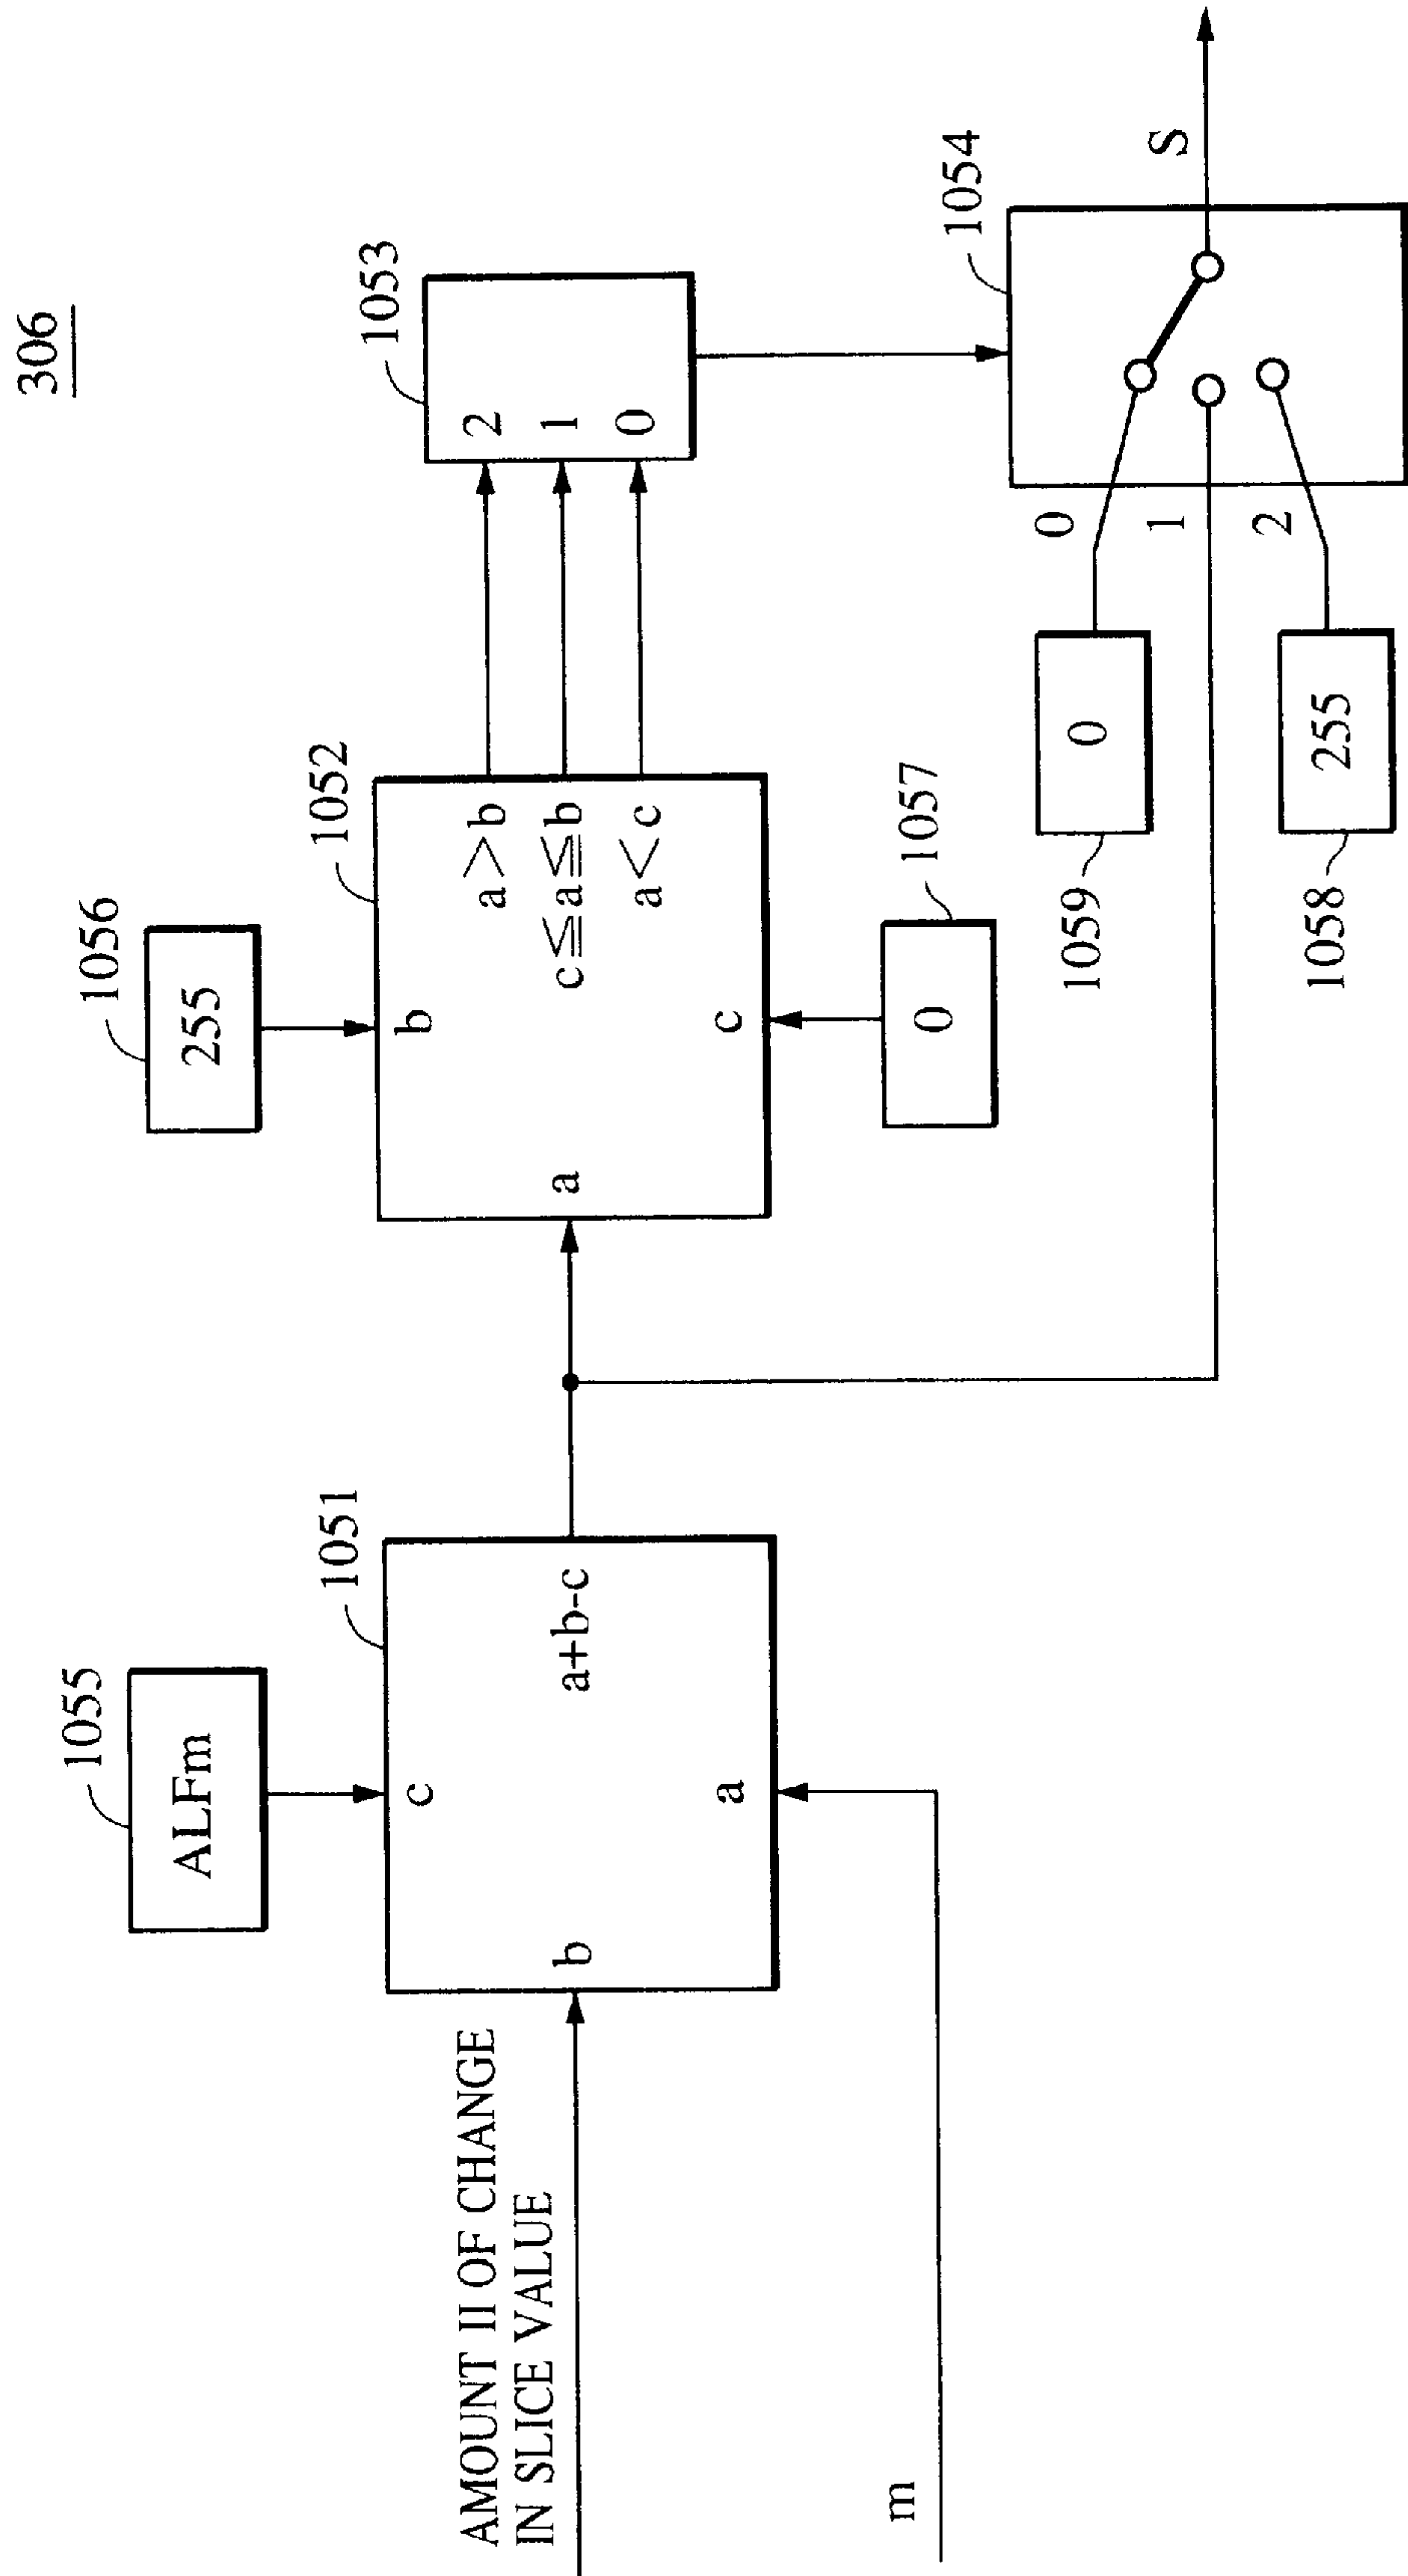 306
1055
ALFm
1051
c
b
a+b-c
a
AMOUNT II OF CHANGE
IN SLICE VALUE
m
1056
255
1052
b
a
a>b
c≦a≦b
a<c
c
1057
0
1053
2
1
0
1054
0
1
2
S
1059
0
1058
255